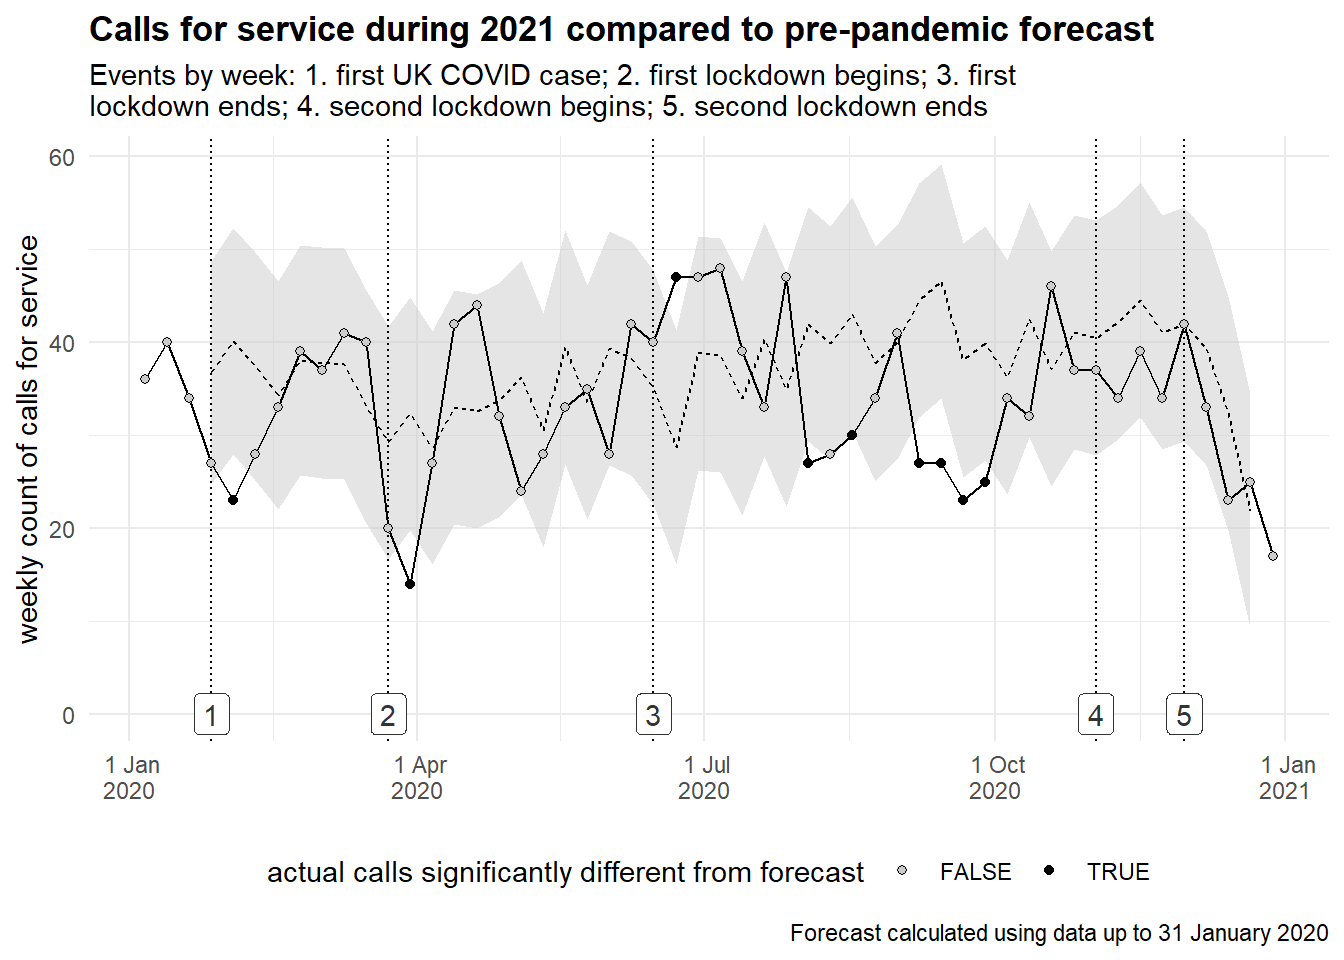 Calls for service during 2021 compared to pre-pandemic forecast
Events by week: 1. first UK COVID case; 2. first lockdown begins; 3. first
lockdown ends; 4. second lockdown begins; 5. second lockdown ends
weekly count of calls for service
60
40
20
0
1
2
3
4
5
1 Jan
2020
1 Apr
2020
1 Jul
2020
1 Oct
2020
1 Jan
2021
actual calls significantly different from forecast
FALSE
TRUE
Forecast calculated using data up to 31 January 2020